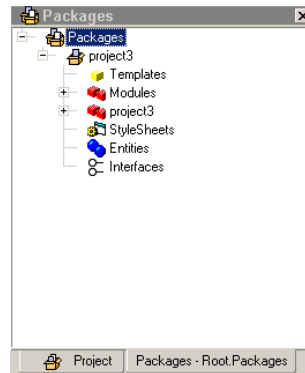 Packages
Packages
project3
Templates
Modules
project3
StyleSheets
Entities
Interfaces
Project
Packages - Root.Packages